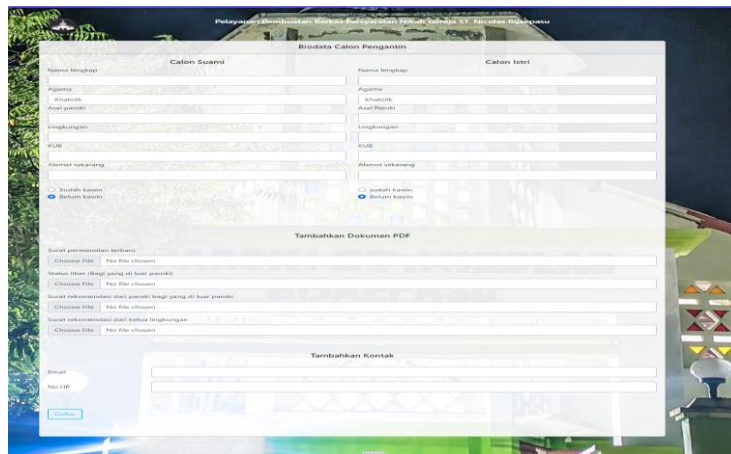 Pelayanan Pembuatan Berkas Persyaratan Nikah Gereja ST. Nicolas Bijaepasu
Biodata Calon Pengantin
Calon Suami Calon Istri
Nama lengkap Nama lengkap
Agama Agama
Khatolik Khatolik
Asal paroki Asal Paroki
Lingkungan Lingkungan
KUB KUB
Alamat sekarang Alamat sekarang
Sudah kawin sudah kawin
Belum kawin Belum kawin
Tambahkan Dokumen PDF
Surat permandian terbaru
Choose File No file chosen
Status liber (Bagi yang di luar paroki)
Choose File No file chosen
Surat rekomendasi dari paroki bagi yang di luar paroki
Choose File No file chosen
Surat rekomendasi dari ketua lingkungan
Choose File No file chosen
Tambahkan Kontak
Email
No HP
Daftar